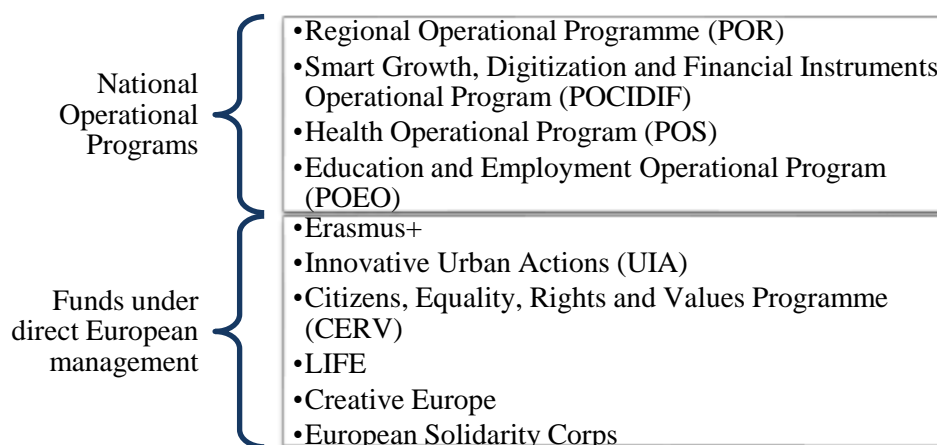 National
Operational
Programs
•Regional Operational Programme (POR)
•Smart Growth, Digitization and Financial Instruments
Operational Program (POCIDIF)
•Health Operational Program (POS)
•Education and Employment Operational Program
(POEO)
Funds under
direct European
management
•Erasmus+
•Innovative Urban Actions (UIA)
•Citizens, Equality, Rights and Values Programme
(CERV)
•LIFE
•Creative Europe
•European Solidarity Corps